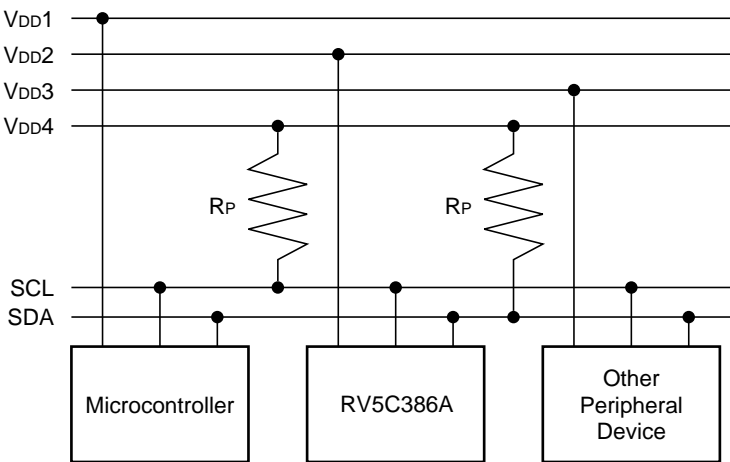 VDD1
VDD2
VDD3
VDD4
RP
RP
SCL
SDA
Microcontroller
RV5C386A
Other
Peripheral
Device